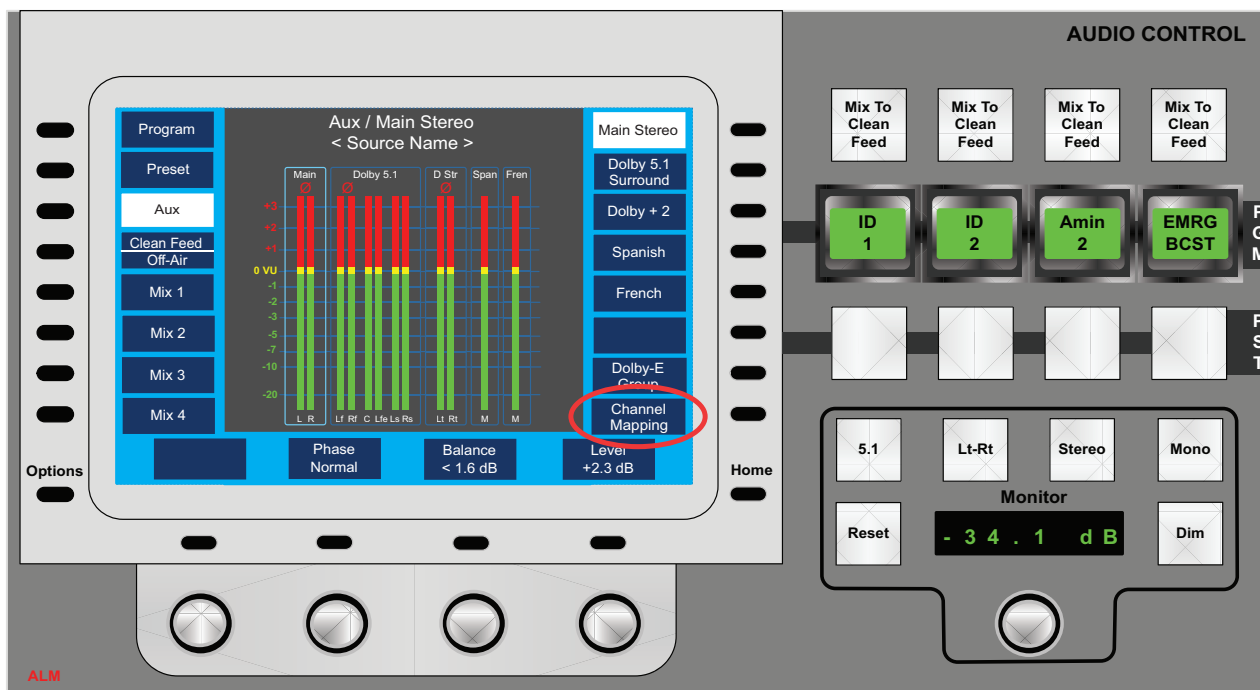 AUDIO CONTROL
Program
Preset
Aux
Clean Feed
Off-Air
Mix 1
Mix 2
Mix 3
Mix 4
Aux / Main Stereo
< Source Name >
Main
Dolby 5.1
D Str
Span
Fren
Ø
Ø
Ø
+3
+2
+1
0 VU
-1
-2
-3
-5
-7
-10
-20
L R
Lf Rf C Lfe Ls Rs
Lt Rt
M
M
Main Stereo
Dolby 5.1
Surround
Dolby + 2
Spanish
French
Dolby-E
Group
Channel
Mapping
Phase
Normal
Balance
< 1.6 dB
Level
+2.3 dB
Options
Home
Mix To
Clean
Feed
Mix To
Clean
Feed
Mix To
Clean
Feed
Mix To
Clean
Feed
ID
1
ID
2
Amin
2
EMRG
BCST
P
G
M
P
S
T
5.1
Lt-Rt
Stereo
Mono
Monitor
Reset
- 3 4 . 1 d B
Dim
ALM